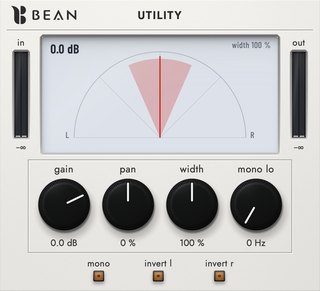 BEAN
UTILITY
in
out
0.0 dB
width 100 %
L
R
-∞
-∞
gain
pan
width
mono lo
0.0 dB
0 %
100 %
0 Hz
mono
invert l
invert r